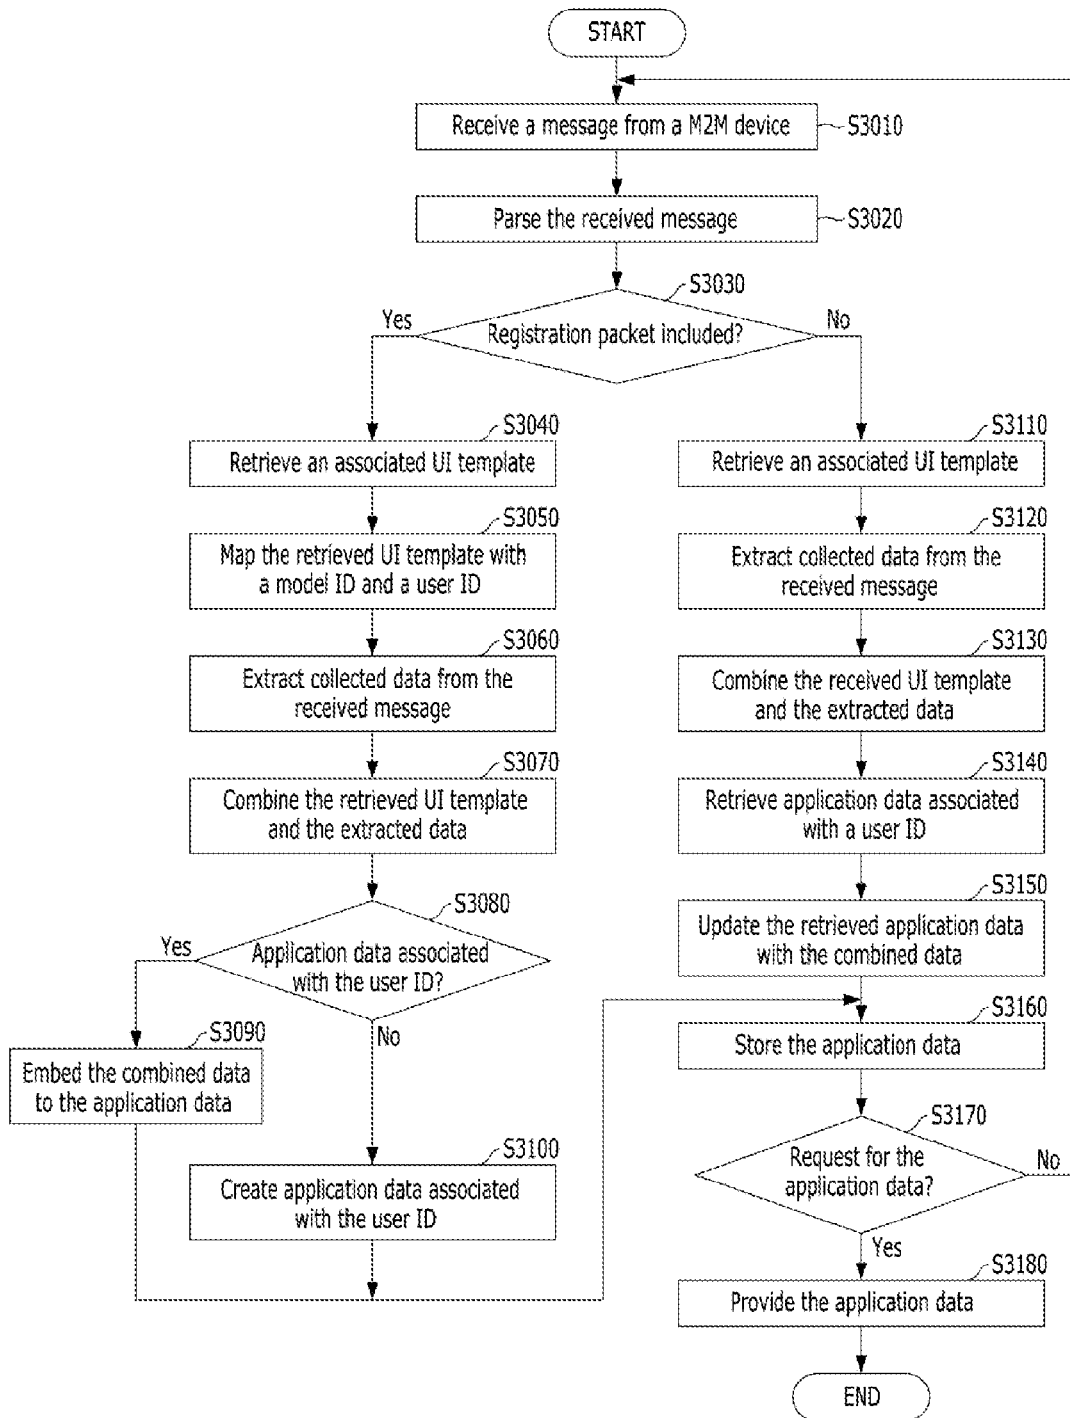 START
Receive a message from a M2M device
S3010
Parse the received message
S3020
S3030
Registration packet included?
Yes
No
S3040
Retrieve an associated UI template
S3050
Map the retrieved UI template with
a model ID and a user ID
S3060
Extract collected data from the
received message
S3070
Combine the retrieved UI template
and the extracted data
S3080
Application data associated
with the user ID?
Yes
No
S3090
Embed the combined data
to the application data
S3100
Create application data associated
with the user ID
S3110
Retrieve an associated UI template
S3120
Extract collected data from the
received message
S3130
Combine the received UI template
and the extracted data
S3140
Retrieve application data associated
with a user ID
S3150
Update the retrieved application data
with the combined data
S3160
Store the application data
S3170
Request for the
application data?
No
Yes
S3180
Provide the application data
END